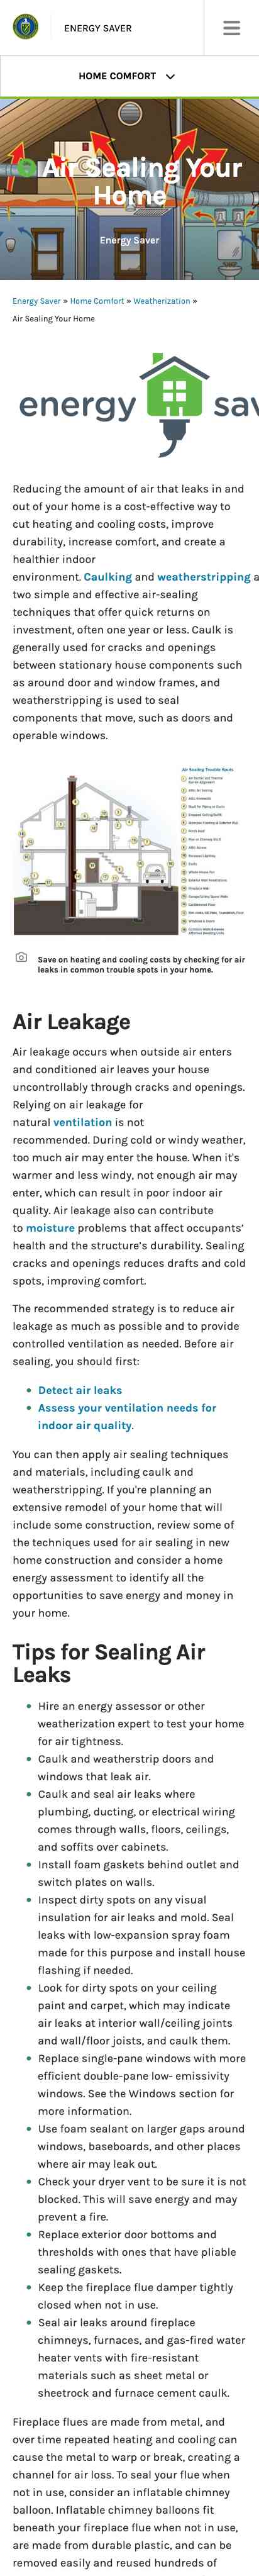 ENERGY SAVER
HOME COMFORT
Air Sealing Your
Home
Energy Saver
Energy Saver » Home Comfort » Weatherization »
Air Sealing Your Home
energy sav
Reducing the amount of air that leaks in and
out of your home is a cost-effective way to
cut heating and cooling costs, improve
durability, increase comfort, and create a
healthier indoor
environment. Caulking and weatherstripping a
two simple and effective air-sealing
techniques that offer quick returns on
investment, often one year or less. Caulk is
generally used for cracks and openings
between stationary house components such
as around door and window frames, and
weatherstripping is used to seal
components that move, such as doors and
operable windows.
Air Sealing Trouble Spots
Save on heating and cooling costs by checking for air
leaks in common trouble spots in your home.
Air Leakage
Air leakage occurs when outside air enters
and conditioned air leaves your house
uncontrollably through cracks and openings.
Relying on air leakage for
natural ventilation is not
recommended. During cold or windy weather,
too much air may enter the house. When it's
warmer and less windy, not enough air may
enter, which can result in poor indoor air
quality. Air leakage also can contribute
to moisture problems that affect occupants’
health and the structure’s durability. Sealing
cracks and openings reduces drafts and cold
spots, improving comfort.
The recommended strategy is to reduce air
leakage as much as possible and to provide
controlled ventilation as needed. Before air
sealing, you should first:
• Detect air leaks
• Assess your ventilation needs for
indoor air quality.
You can then apply air sealing techniques
and materials, including caulk and
weatherstripping. If you're planning an
extensive remodel of your home that will
include some construction, review some of
the techniques used for air sealing in new
home construction and consider a home
energy assessment to identify all the
opportunities to save energy and money in
your home.
Tips for Sealing Air
Leaks
• Hire an energy assessor or other
weatherization expert to test your home
for air tightness.
• Caulk and weatherstrip doors and
windows that leak air.
• Caulk and seal air leaks where
plumbing, ducting, or electrical wiring
comes through walls, floors, ceilings,
and soffits over cabinets.
• Install foam gaskets behind outlet and
switch plates on walls.
• Inspect dirty spots on any visual
insulation for air leaks and mold. Seal
leaks with low-expansion spray foam
made for this purpose and install house
flashing if needed.
• Look for dirty spots on your ceiling
paint and carpet, which may indicate
air leaks at interior wall/ceiling joints
and wall/floor joists, and caulk them.
• Replace single-pane windows with more
efficient double-pane low- emissivity
windows. See the Windows section for
more information.
• Use foam sealant on larger gaps around
windows, baseboards, and other places
where air may leak out.
• Check your dryer vent to be sure it is not
blocked. This will save energy and may
prevent a fire.
• Replace exterior door bottoms and
thresholds with ones that have pliable
sealing gaskets.
• Keep the fireplace flue damper tightly
closed when not in use.
• Seal air leaks around fireplace
chimneys, furnaces, and gas-fired water
heater vents with fire-resistant
materials such as sheet metal or
sheetrock and furnace cement caulk.
Fireplace flues are made from metal, and
over time repeated heating and cooling can
cause the metal to warp or break, creating a
channel for air loss. To seal your flue when
not in use, consider an inflatable chimney
balloon. Inflatable chimney balloons fit
beneath your fireplace flue when not in use,
are made from durable plastic, and can be
removed easily and reused hundreds of